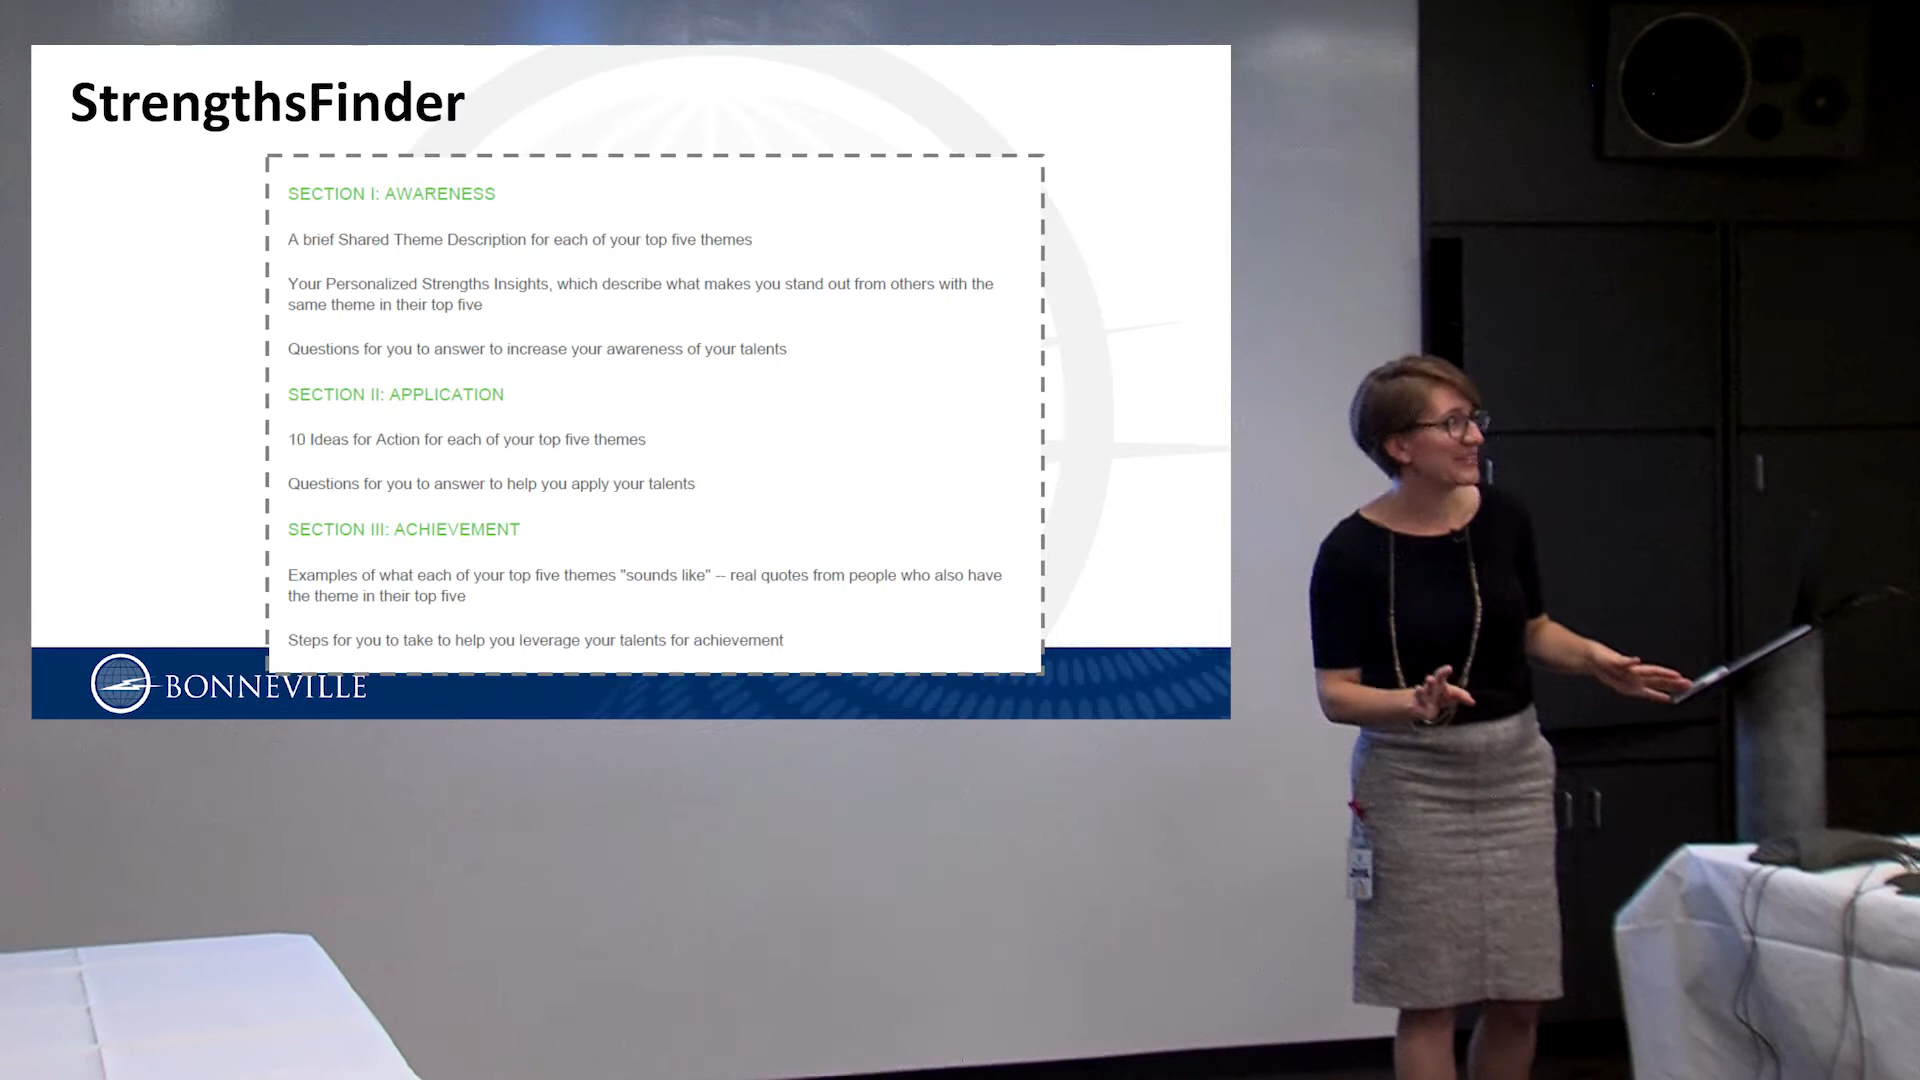 StrengthsFinder
SECTION I: AWARENESS
A brief Shared Theme Description for each of your top five themes
Your Personalized Strengths Insights, which describe what makes you stand out from others with the
same theme in their top five
Questions for you to answer to increase your awareness of your talents
SECTION II: APPLICATION
10 Ideas for Action for each of your top five themes
Questions for you to answer to help you apply your talents
SECTION III: ACHIEVEMENT
Examples of what each of your top five themes "sounds like" -- real quotes from people who also have
the theme in their top five
Steps for you to take to help you leverage your talents for achievement
BONNEVILLE